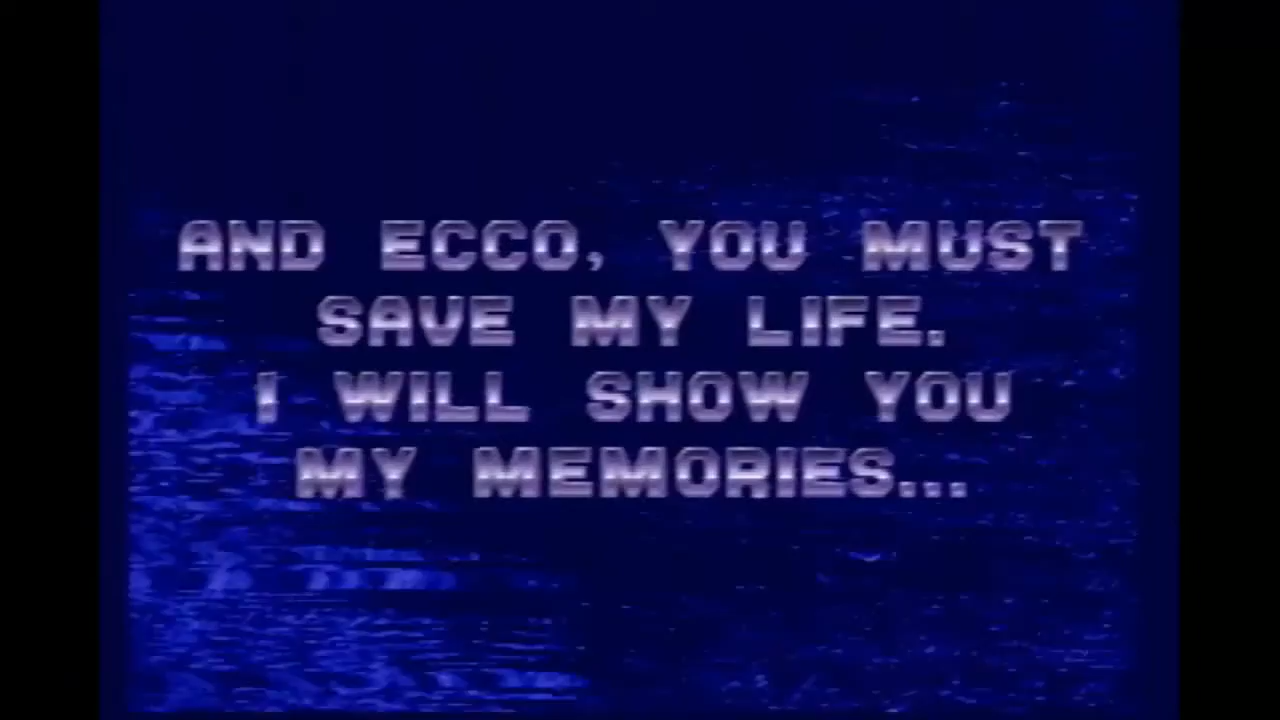 AND ECCO, YOU MUST
SAVE MY LIFE.
I WILL SHOW YOU
MY MEMORIES...